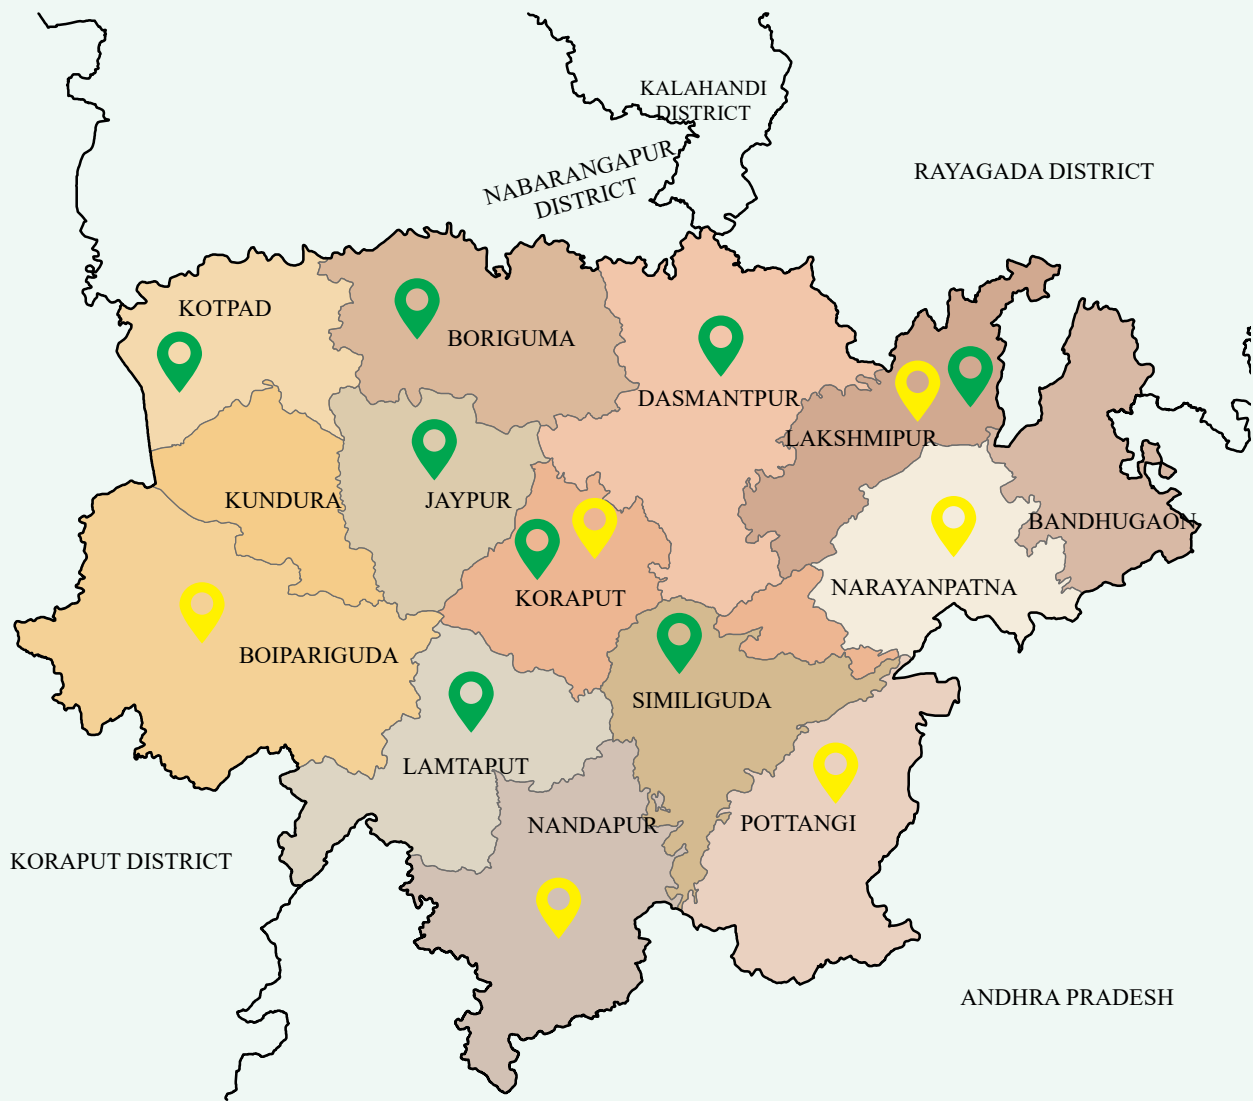 KALAHANDI
DISTRICT
NABARANGAPUR
DISTRICT
RAYAGADA DISTRICT
KOTPAD
BORIGUMA
DASMANTPUR
LAKSHMIPUR
KUNDURA
JAYPUR
BANDHUGAON
KORAPUT
NARAYANPATNA
BOIPARIGUDA
SIMILIGUDA
LAMTAPUT
NANDAPUR
POTTANGI
KORAPUT DISTRICT
ANDHRA PRADESH